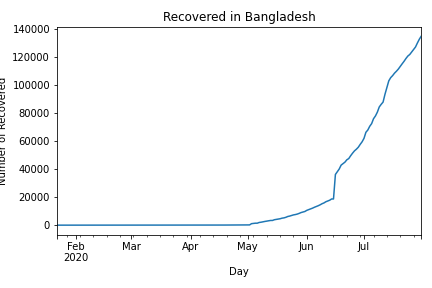 Recovered in Bangladesh
Number of Recovered
140000
120000
100000
80000
60000
40000
20000
0
Feb
2020
Mar
Apr
May
Jun
Jul
Day